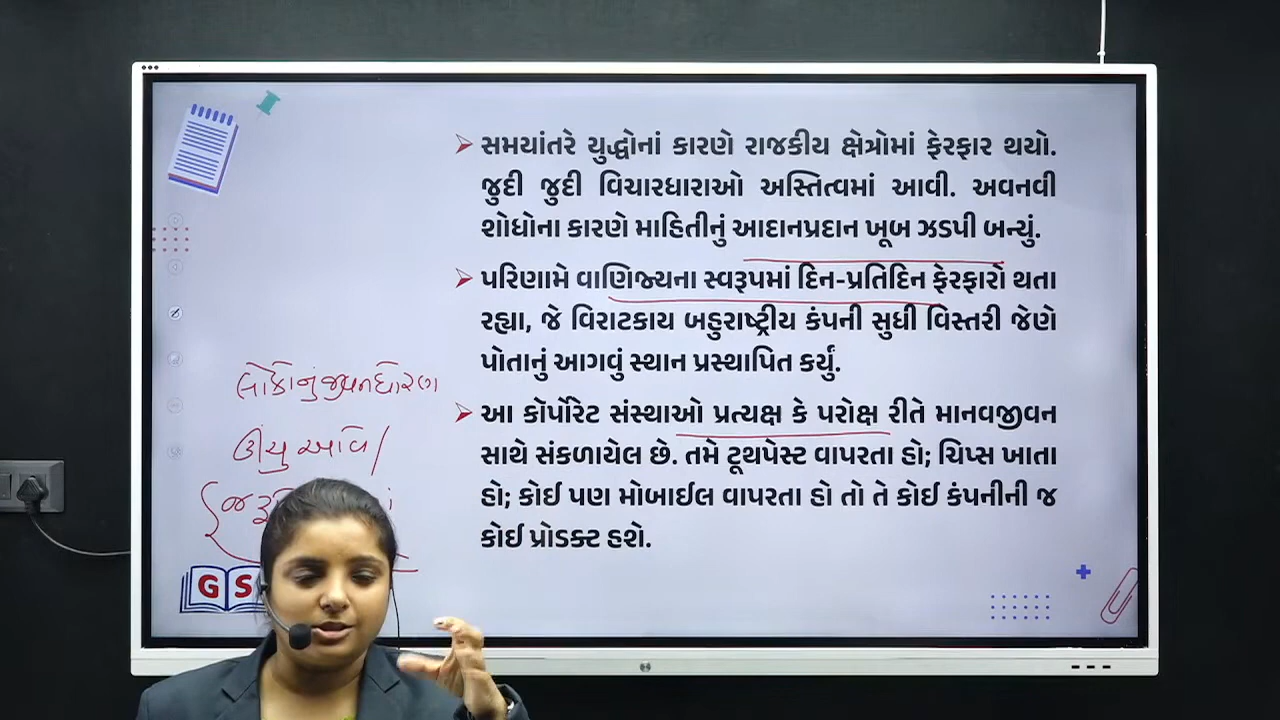 સમયાંતરે યુદ્ધોનાં કારણે રાજકીય ક્ષેત્રોમાં ફેરફાર થયો.
જુદી જુદી વિચારધારાઓ અસ્તિત્વમાં આવી. અવનવી
શોધોના કારણે માહિતીનું આદાનપ્રદાન ખૂબ ઝડપી બન્યું.
પરિણામે વાણિજ્યના સ્વરૂપમાં દિન-પ્રતિદિન ફેરફારો થતા
રહ્યા, જે વિરાટકાય બહુરાષ્ટ્રીય કંપની સુધી વિસ્તરી જેણે
પોતાનું આગવું સ્થાન પ્રસ્થાપિત કર્યું.
આ કૉર્પોરેટ સંસ્થાઓ પ્રત્યક્ષ કે પરોક્ષ રીતે માનવજીવન
સાથે સંકળાયેલ છે. તમે ટૂથપેસ્ટ વાપરતા હો; ચિપ્સ ખાતા
હો; કોઈ પણ મોબાઈલ વાપરતા હો તો તે કોઈ કંપનીની જ
કોઈ પ્રોડક્ટ હશે.
લોકોનું જીવનધોરણ
G S